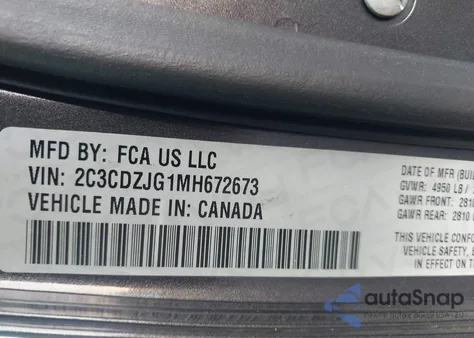 MFD BY: FCA US LLC
VIN: 2C3CDZJG1MH672673
VEHICLE MADE IN: CANADA
DATE OF MFR
GVWR: 4950 LB
GAWR FRONT: 2810
GAWR REAR: 2810
THIS VEHICLE
VEHICLE SAFETY,
IN EFFECT ON
autoSnap